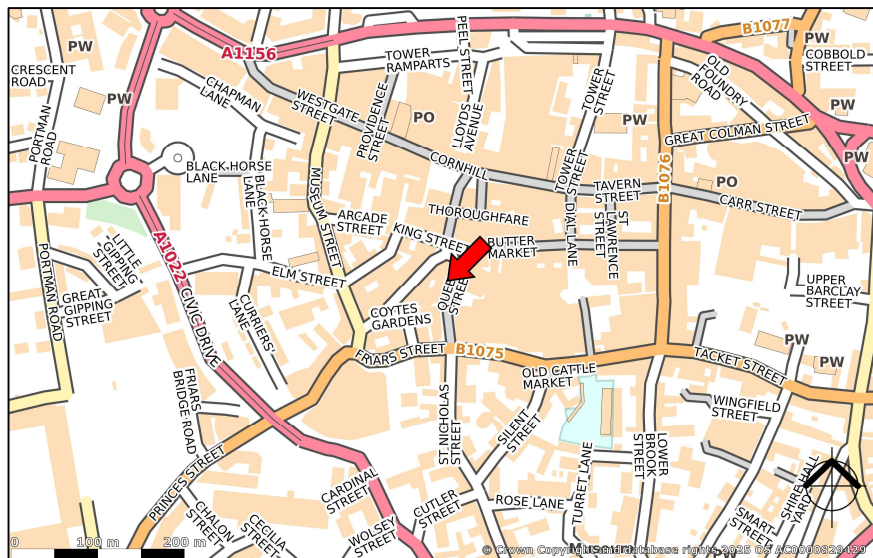 PW
PW
PW
PW
PW
PW
PW
PW
PO
PO
A1156
B1077
B1076
B1075
A1022 CIVIC DRIVE
CRESCENT
ROAD
PORTMAN
ROAD
CHAPMAN
LANE
WESTGATE
STREET
TOWER
RAMPARTS
PROVIDENCE
STREET
PEEL STREET
LLOYDS
AVENUE
TOWER
STREET
OLD
FOUNDRY
ROAD
COBBOLD
STREET
GREAT COLMAN STREET
CORNHILL
TOWER
STREET
TAVERN
STREET
CARR STREET
BLACK-HORSE
LANE
BLACK-HORSE
LANE
MUSEUM STREET
ARCADE
STREET
KING STREET
THOROUGHFARE
BUTTER
MARKET
DIAL LANE
ST
LAWRENCE
STREET
LITTLE
GIPPING
STREET
GREAT
GIPPING
STREET
PORTMAN ROAD
ELM STREET
CURRIERS'
LANE
COYTES
GARDENS
STREET
UPPER
BARCLAY
STREET
FRIARS STREET
OLD CATTLE
MARKET
TACKET STREET
FRIARS
BRIDGE-ROAD
PRINCES STREET
ST NICHOLAS
STREET
SILENT
STREET
WINGFIELD
STREET
LOWER
BROOK
STREET
TURRET LANE
ROSE LANE
CUTLER
STREET
CARDINAL
STREET
WOLSEY
STREET
CHALON
STREET
CECILIA
STREET
SMART
STREET
SHIREHALL
YARD
0 100 m 200 m